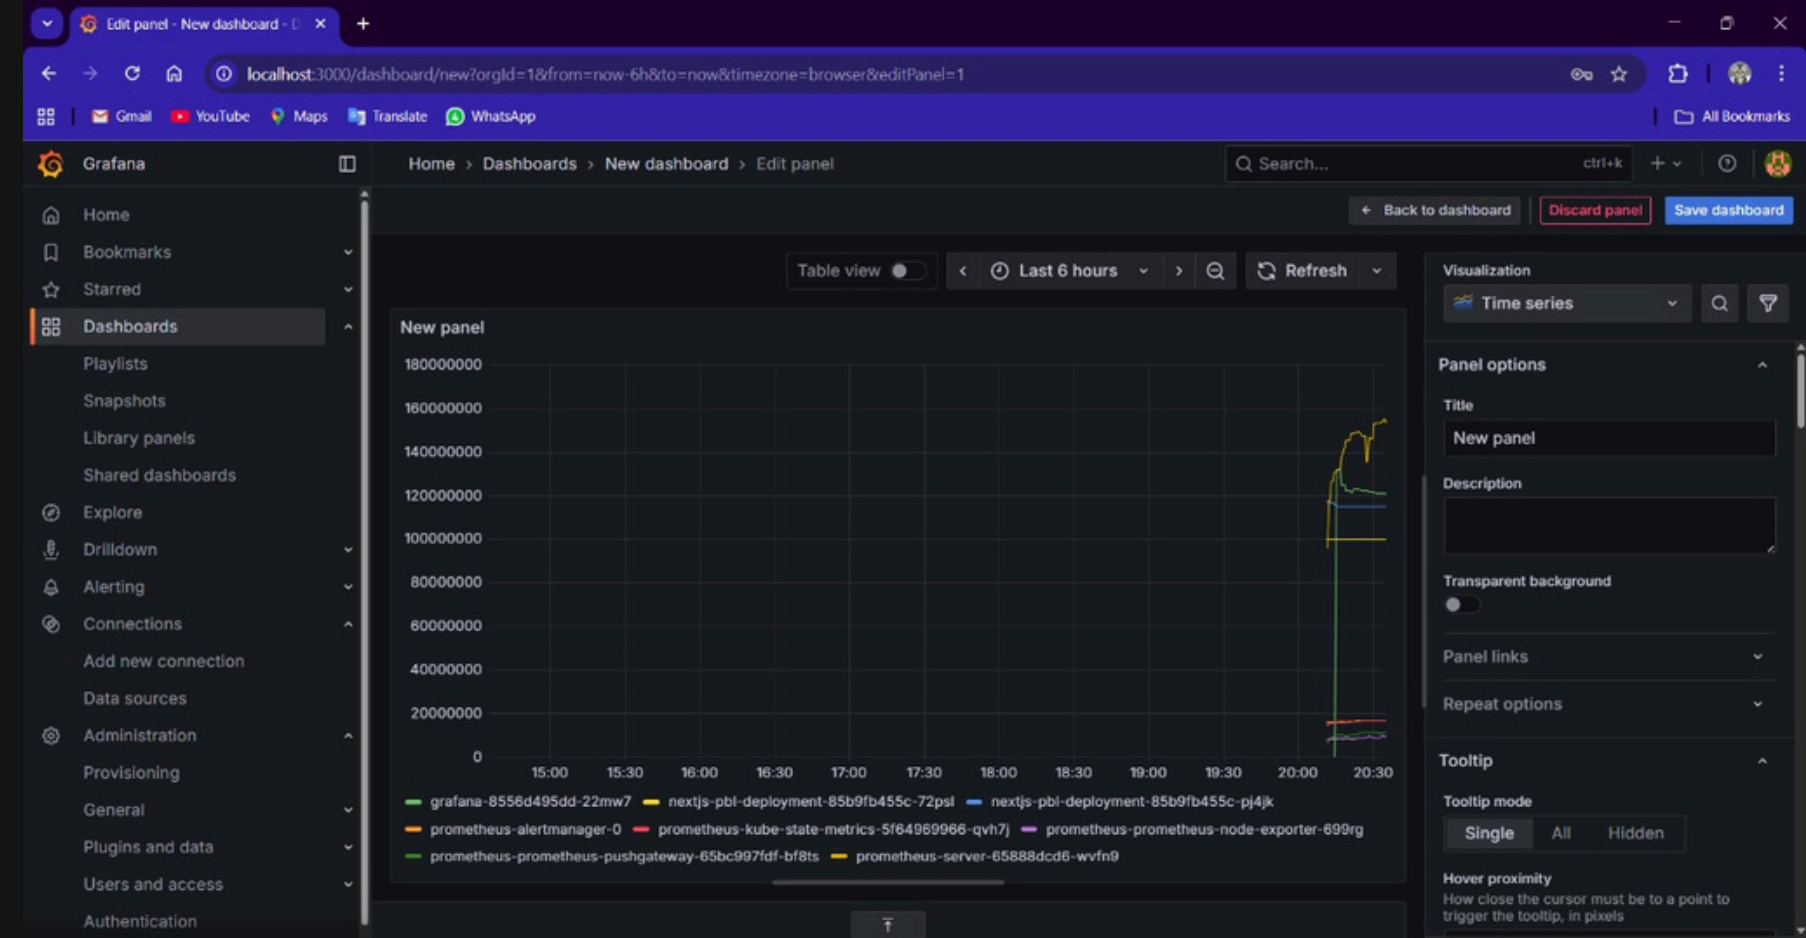 Edit panel - New dashboard - D
localhost:3000/dashboard/new?orgId=1&from=now-6h&to=now&timezone=browser&editPanel=1
Gmail YouTube Maps Translate WhatsApp All Bookmarks
Grafana
Home › Dashboards › New dashboard › Edit panel
Search... ctrl+k
Back to dashboard Discard panel Save dashboard
Home
Bookmarks
Starred
Dashboards
Playlists
Snapshots
Library panels
Shared dashboards
Explore
Drilldown
Alerting
Connections
Add new connection
Data sources
Administration
Provisioning
General
Plugins and data
Users and access
Authentication
Table view Last 6 hours Refresh
New panel
180000000
160000000
140000000
120000000
100000000
80000000
60000000
40000000
20000000
0
15:00 15:30 16:00 16:30 17:00 17:30 18:00 18:30 19:00 19:30 20:00 20:30
grafana-8556d495dd-22mw7 nextjs-pbl-deployment-85b9fb455c-72psl nextjs-pbl-deployment-85b9fb455c-pj4jk
prometheus-alertmanager-0 prometheus-kube-state-metrics-5f64969966-qvh7j prometheus-prometheus-node-exporter-699rg
prometheus-prometheus-pushgateway-65bc997fdf-bf8ts prometheus-server-65888dcd6-wvfn9
Visualization
Time series
Panel options
Title
New panel
Description
Transparent background
Panel links
Repeat options
Tooltip
Tooltip mode
Single All Hidden
Hover proximity
How close the cursor must be to a point to
trigger the tooltip, in pixels